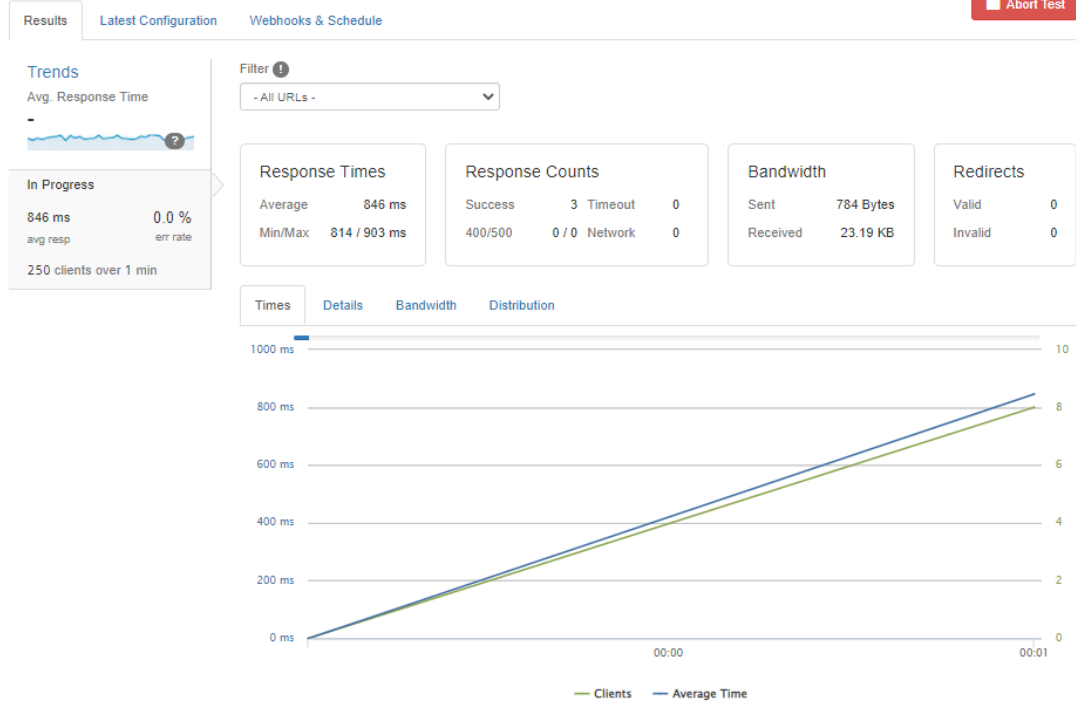 Results Latest Configuration Webhooks & Schedule Abort Test
Trends
Avg. Response Time
-
?
In Progress
846 ms 0.0 %
avg resp err rate
250 clients over 1 min
Filter !
- All URLs -
Response Times
Average 846 ms
Min/Max 814 / 903 ms
Response Counts
Success 3 Timeout 0
400/500 0 / 0 Network 0
Bandwidth
Sent 784 Bytes
Received 23.19 KB
Redirects
Valid 0
Invalid 0
Times Details Bandwidth Distribution
1000 ms 10
800 ms 8
600 ms 6
400 ms 4
200 ms 2
0 ms 0
00:00 00:01
Clients Average Time